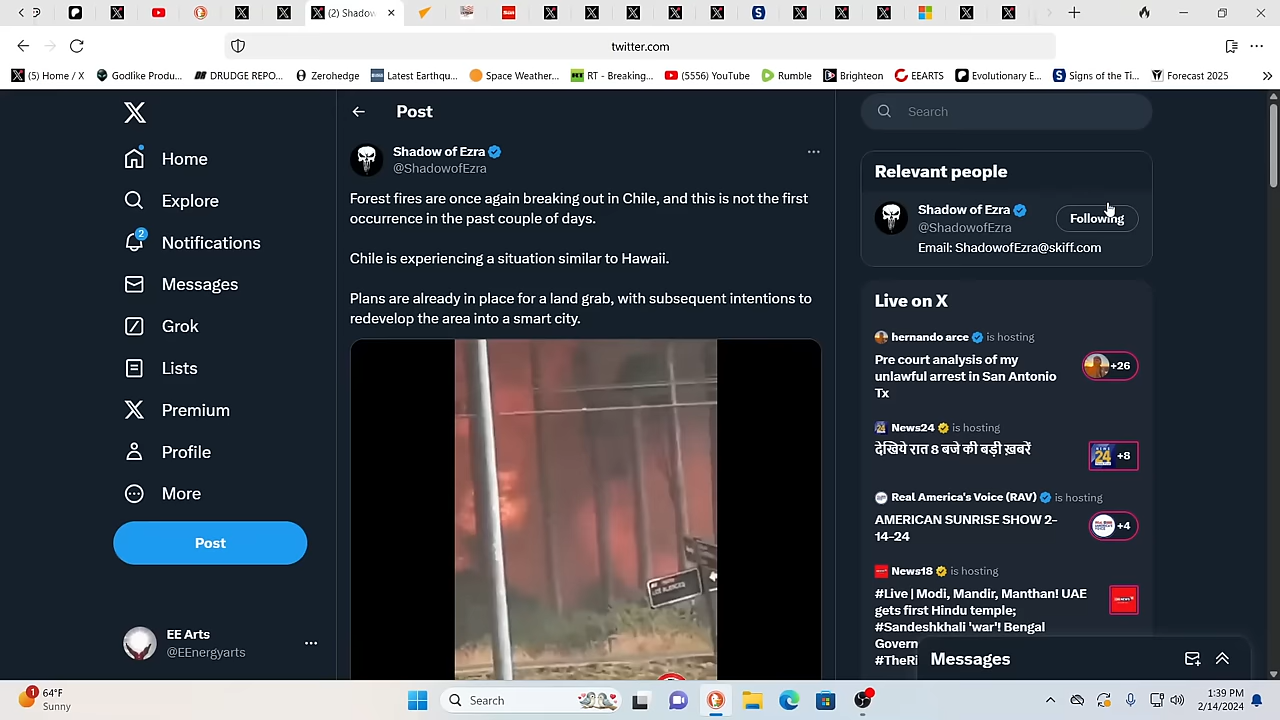 (2) Shadow
twitter.com
(5) Home / X
Godlike Produ...
DRUDGE REPO...
Zerohedge
Latest Earthqu...
Space Weather...
RT - Breaking...
(5556) YouTube
Rumble
Brighteon
EEARTS
Evolutionary E...
Signs of the Ti...
Forecast 2025
Home
Explore
2
Notifications
Messages
Grok
Lists
Premium
Profile
More
Post
EE Arts
@EEnergyarts
Post
Shadow of Ezra
@ShadowofEzra
Forest fires are once again breaking out in Chile, and this is not the first
occurrence in the past couple of days.
Chile is experiencing a situation similar to Hawaii.
Plans are already in place for a land grab, with subsequent intentions to
redevelop the area into a smart city.
Search
Relevant people
Shadow of Ezra
@ShadowofEzra
Following
Email: ShadowofEzra@skiff.com
Live on X
hernando arce is hosting
Pre court analysis of my
unlawful arrest in San Antonio
Tx
+26
News24 is hosting
देखिये रात 8 बजे की बड़ी ख़बरें
24
+8
Real America's Voice (RAV) is hosting
AMERICAN SUNRISE SHOW 2-
14-24
+4
News18 is hosting
#Live | Modi, Mandir, Manthan! UAE
gets first Hindu temple;
#Sandeshkhali 'war'! Bengal
Govern
#TheRi
Messages
1
64°F
Sunny
Search
1:39 PM
2/14/2024